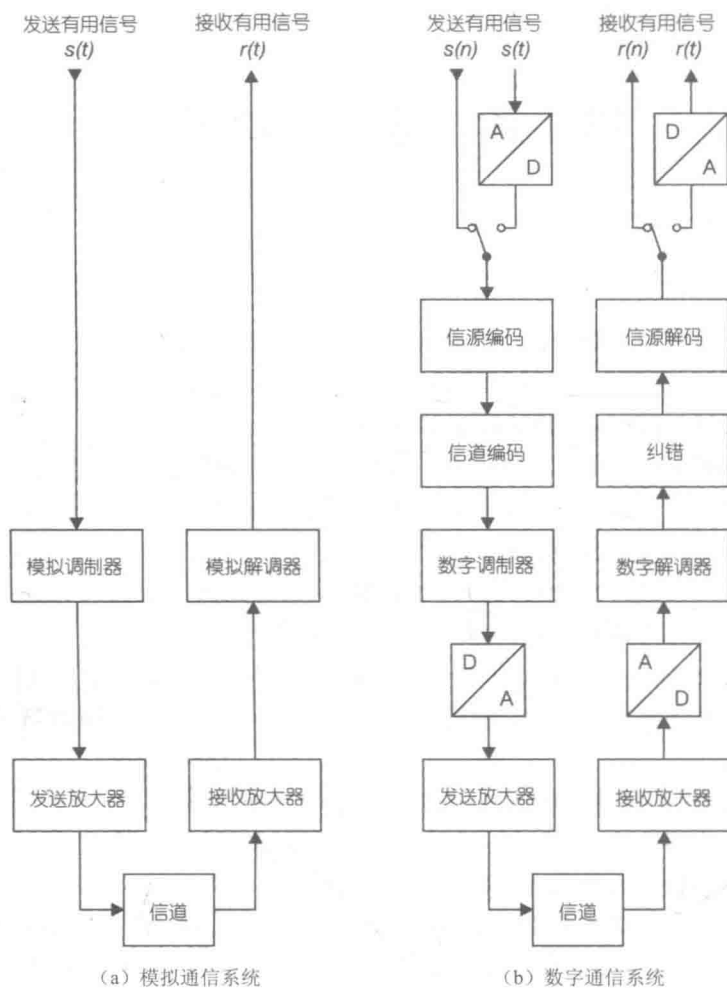 发送有用信号
s(t)
接收有用信号
r(t)
模拟调制器
模拟解调器
发送放大器
接收放大器
信道
(a) 模拟通信系统
发送有用信号
s(n) s(t)
接收有用信号
r(n) r(t)
A
D
D
A
信源编码
信源解码
信道编码
纠错
数字调制器
数字解调器
D
A
A
D
发送放大器
接收放大器
信道
(b) 数字通信系统